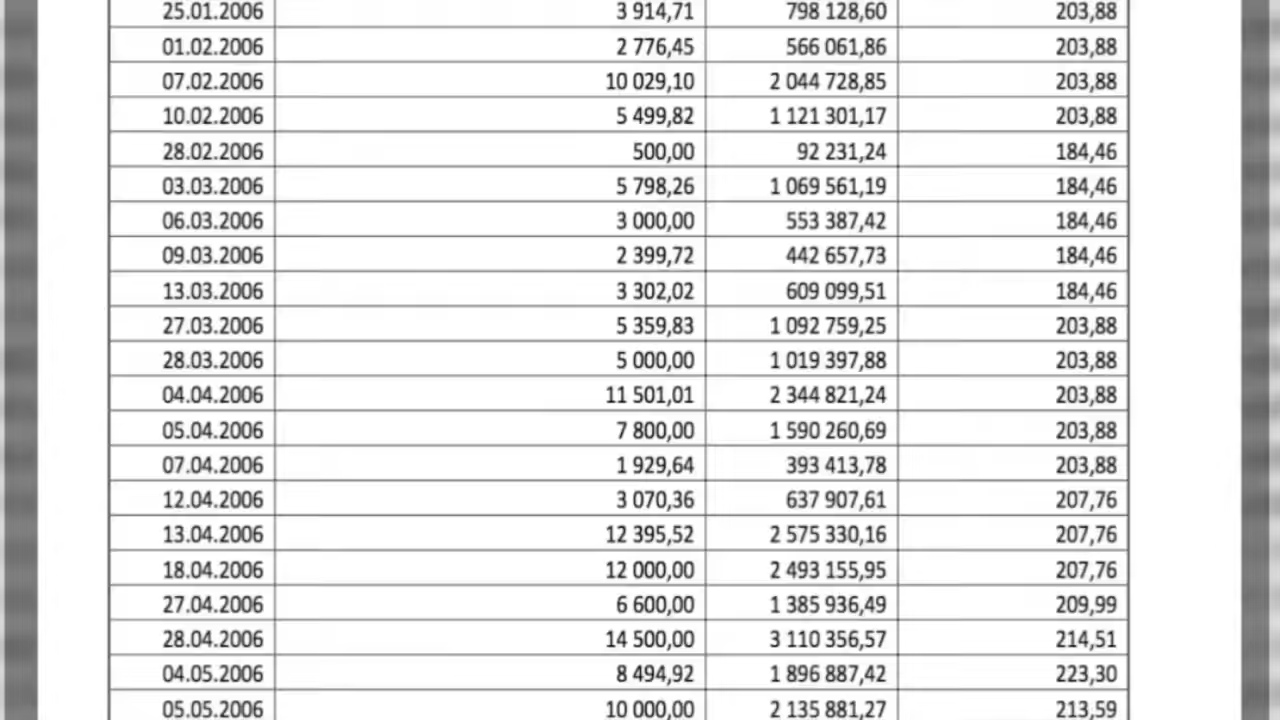 25.01.2006 3 914,71 798 128,60 203,88
01.02.2006 2 776,45 566 061,86 203,88
07.02.2006 10 029,10 2 044 728,85 203,88
10.02.2006 5 499,82 1 121 301,17 203,88
28.02.2006 500,00 92 231,24 184,46
03.03.2006 5 798,26 1 069 561,19 184,46
06.03.2006 3 000,00 553 387,42 184,46
09.03.2006 2 399,72 442 657,73 184,46
13.03.2006 3 302,02 609 099,51 184,46
27.03.2006 5 359,83 1 092 759,25 203,88
28.03.2006 5 000,00 1 019 397,88 203,88
04.04.2006 11 501,01 2 344 821,24 203,88
05.04.2006 7 800,00 1 590 260,69 203,88
07.04.2006 1 929,64 393 413,78 203,88
12.04.2006 3 070,36 637 907,61 207,76
13.04.2006 12 395,52 2 575 330,16 207,76
18.04.2006 12 000,00 2 493 155,95 207,76
27.04.2006 6 600,00 1 385 936,49 209,99
28.04.2006 14 500,00 3 110 356,57 214,51
04.05.2006 8 494,92 1 896 887,42 223,30
05.05.2006 10 000,00 2 135 881,27 213,59